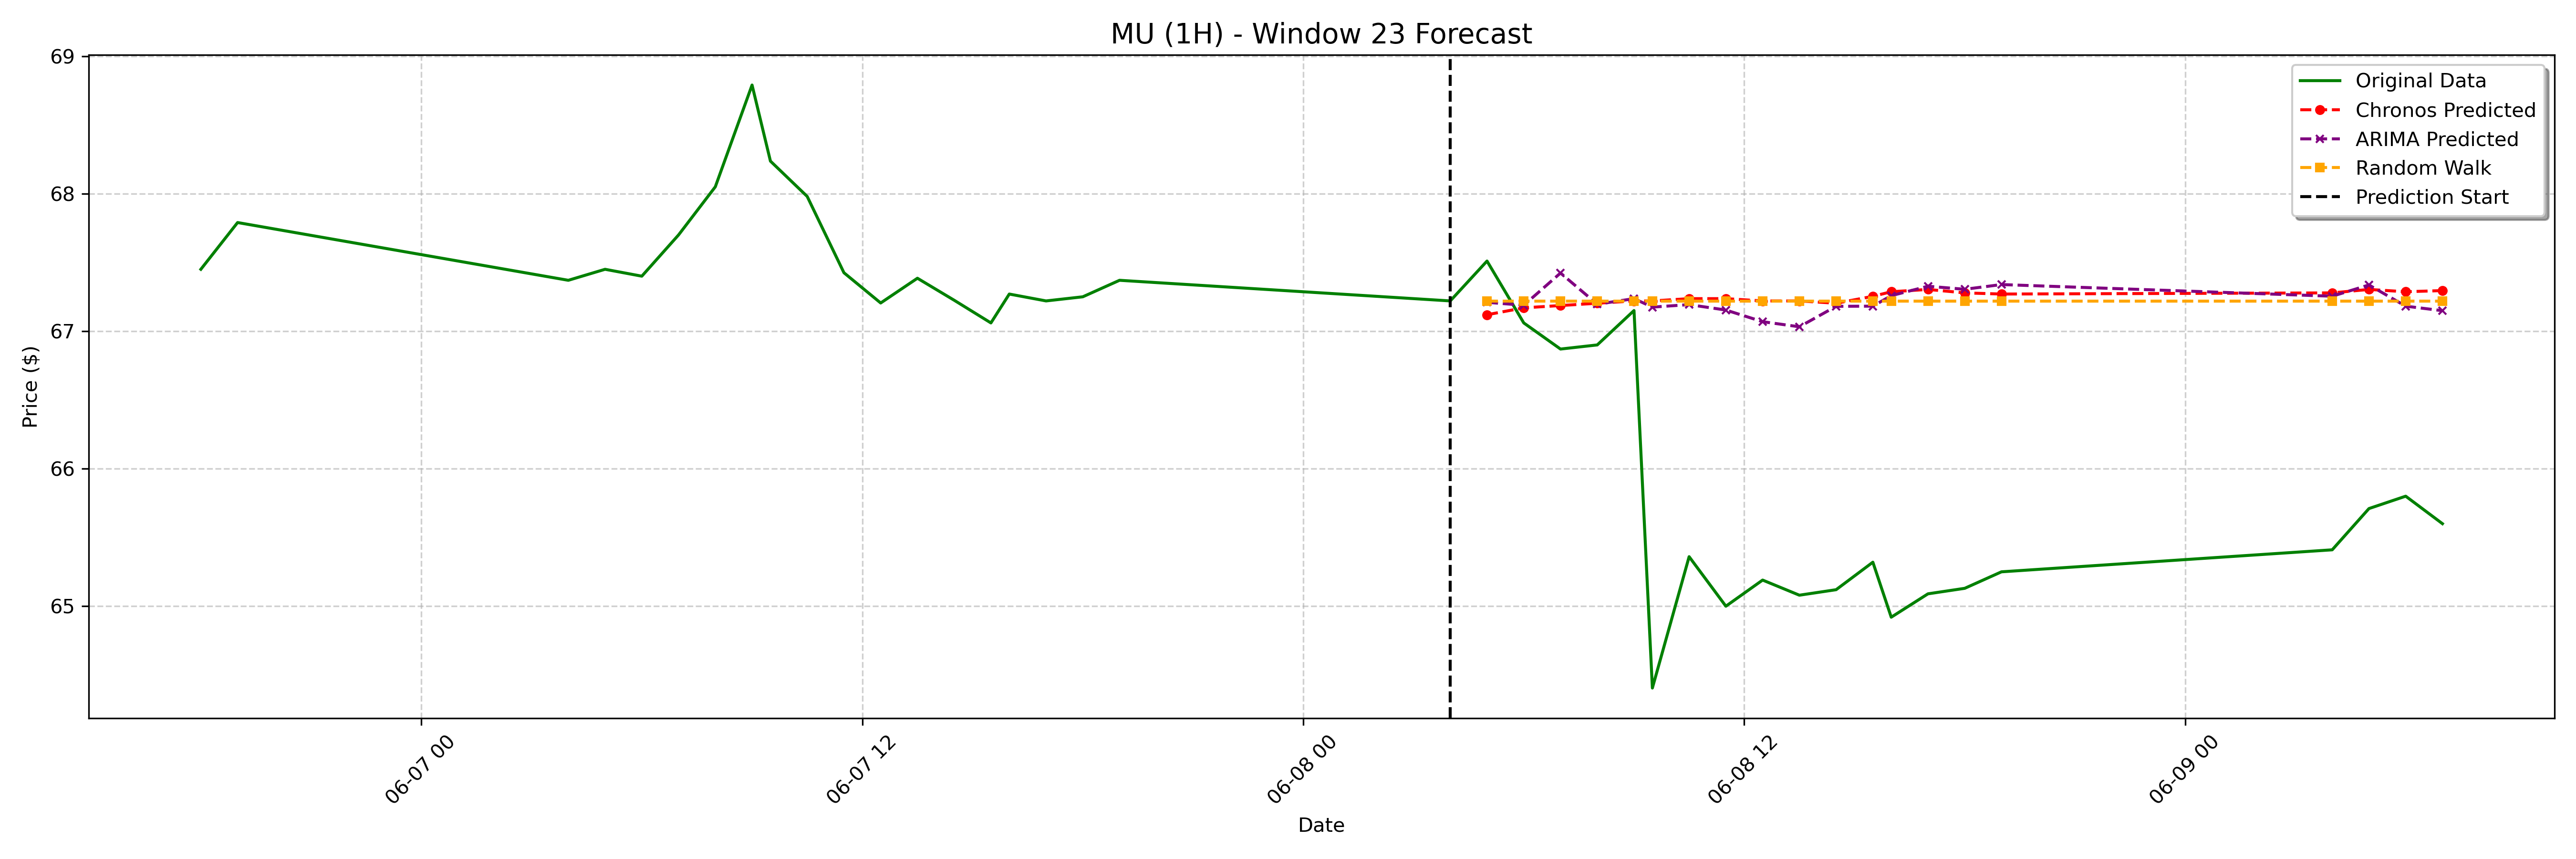 MU (1H) - Window 23 Forecast
69
68
67
66
65
Price ($)
Original Data
Chronos Predicted
ARIMA Predicted
Random Walk
Prediction Start
06-07 00
06-07 12
06-08 00
06-08 12
06-09 00
Date